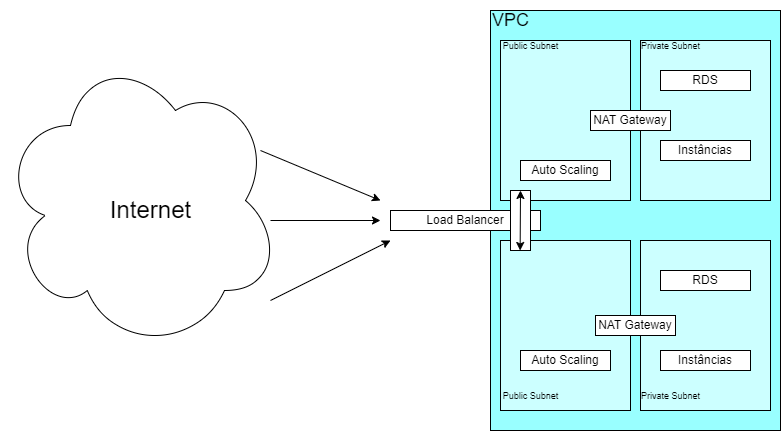 VPC
Public Subnet
Private Subnet
RDS
NAT Gateway
Instâncias
Auto Scaling
Internet
Load Balancer
RDS
NAT Gateway
Auto Scaling
Instâncias
Public Subnet
Private Subnet